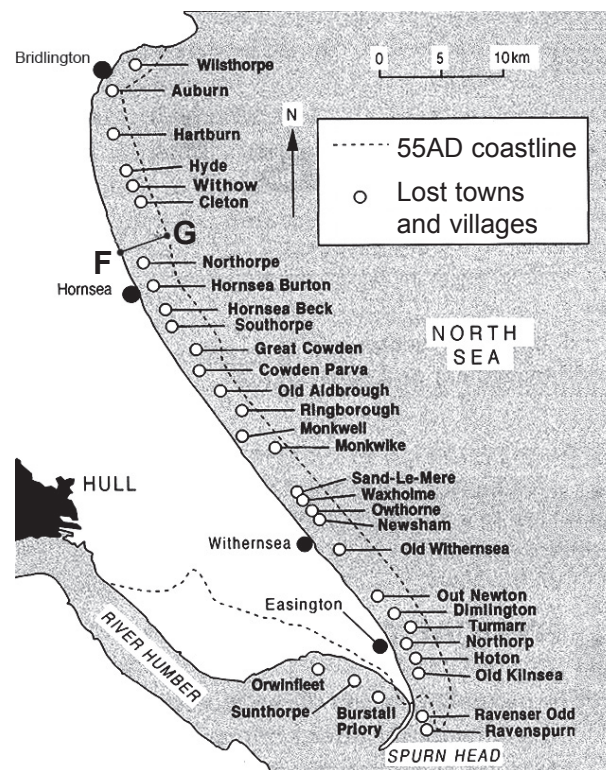 Bridlington
Wilsthorpe
Auburn
0 5 10km
Hartburn
N
55AD coastline
Lost towns
and villages
Hyde
Withow
Cleton
G
F
Northorpe
Hornsea
Hornsea Burton
Hornsea Beck
Southorpe
NORTH
SEA
Great Cowden
Cowden Parva
Old Aldbrough
Ringborough
Monkwell
Monkwike
HULL
Sand-Le-Mere
Waxholme
Owthorne
Newsham
Withernsea
Old Withernsea
Out Newton
Dimlington
Easington
Turmarr
Northorp
Hoton
Old Kilnsea
RIVER HUMBER
Orwinfleet
Sunthorpe
Burstall
Priory
Ravenser Odd
Ravenspurn
SPURN HEAD